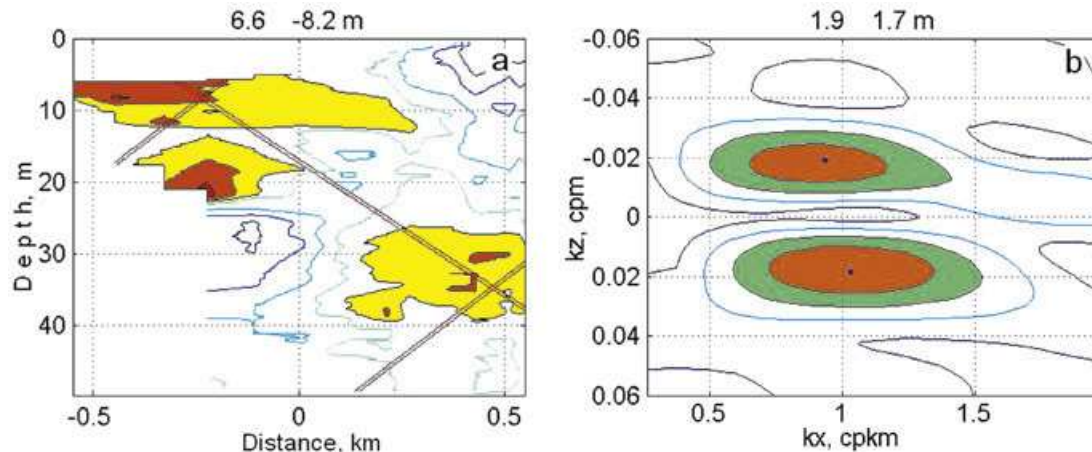 6.6 -8.2 m
a
0
10
20
30
40
Depth, m
-0.5
0
0.5
Distance, km
1.9 1.7 m
b
-0.06
-0.04
-0.02
0
0.02
0.04
0.06
kz, cpm
0.5
1
1.5
kx, cpkm